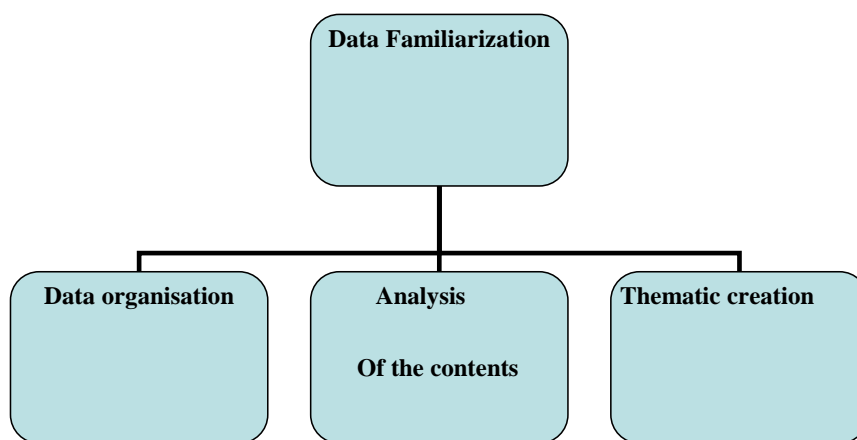 Data Familiarization
Data organisation
Analysis
Of the contents
Thematic creation